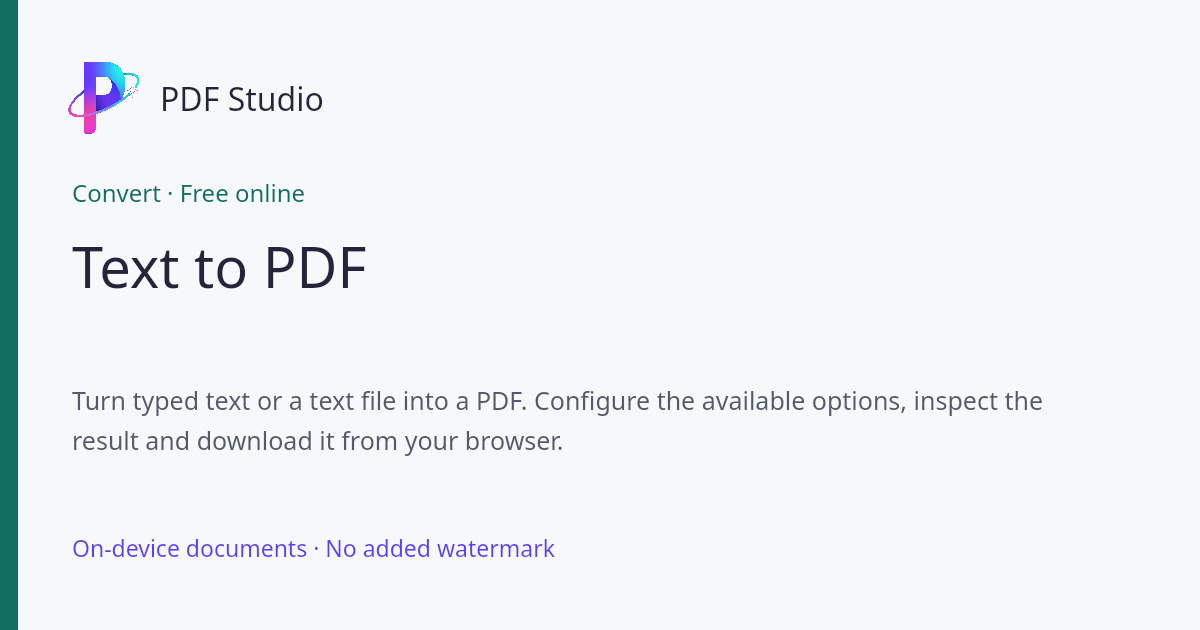 PDF Studio
Convert · Free online
Text to PDF
Turn typed text or a text file into a PDF. Configure the available options, inspect the
result and download it from your browser.
On-device documents · No added watermark